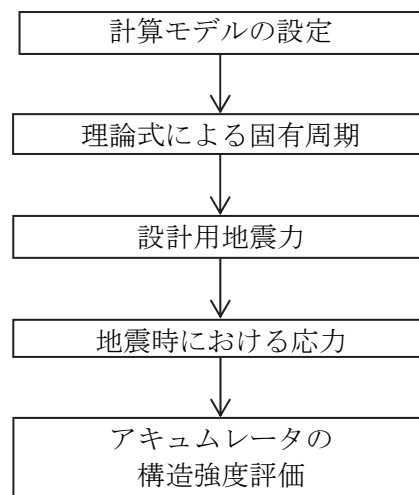 計算モデルの設定
理論式による固有周期
設計用地震力
地震時における応力
アキュムレータの
構造強度評価